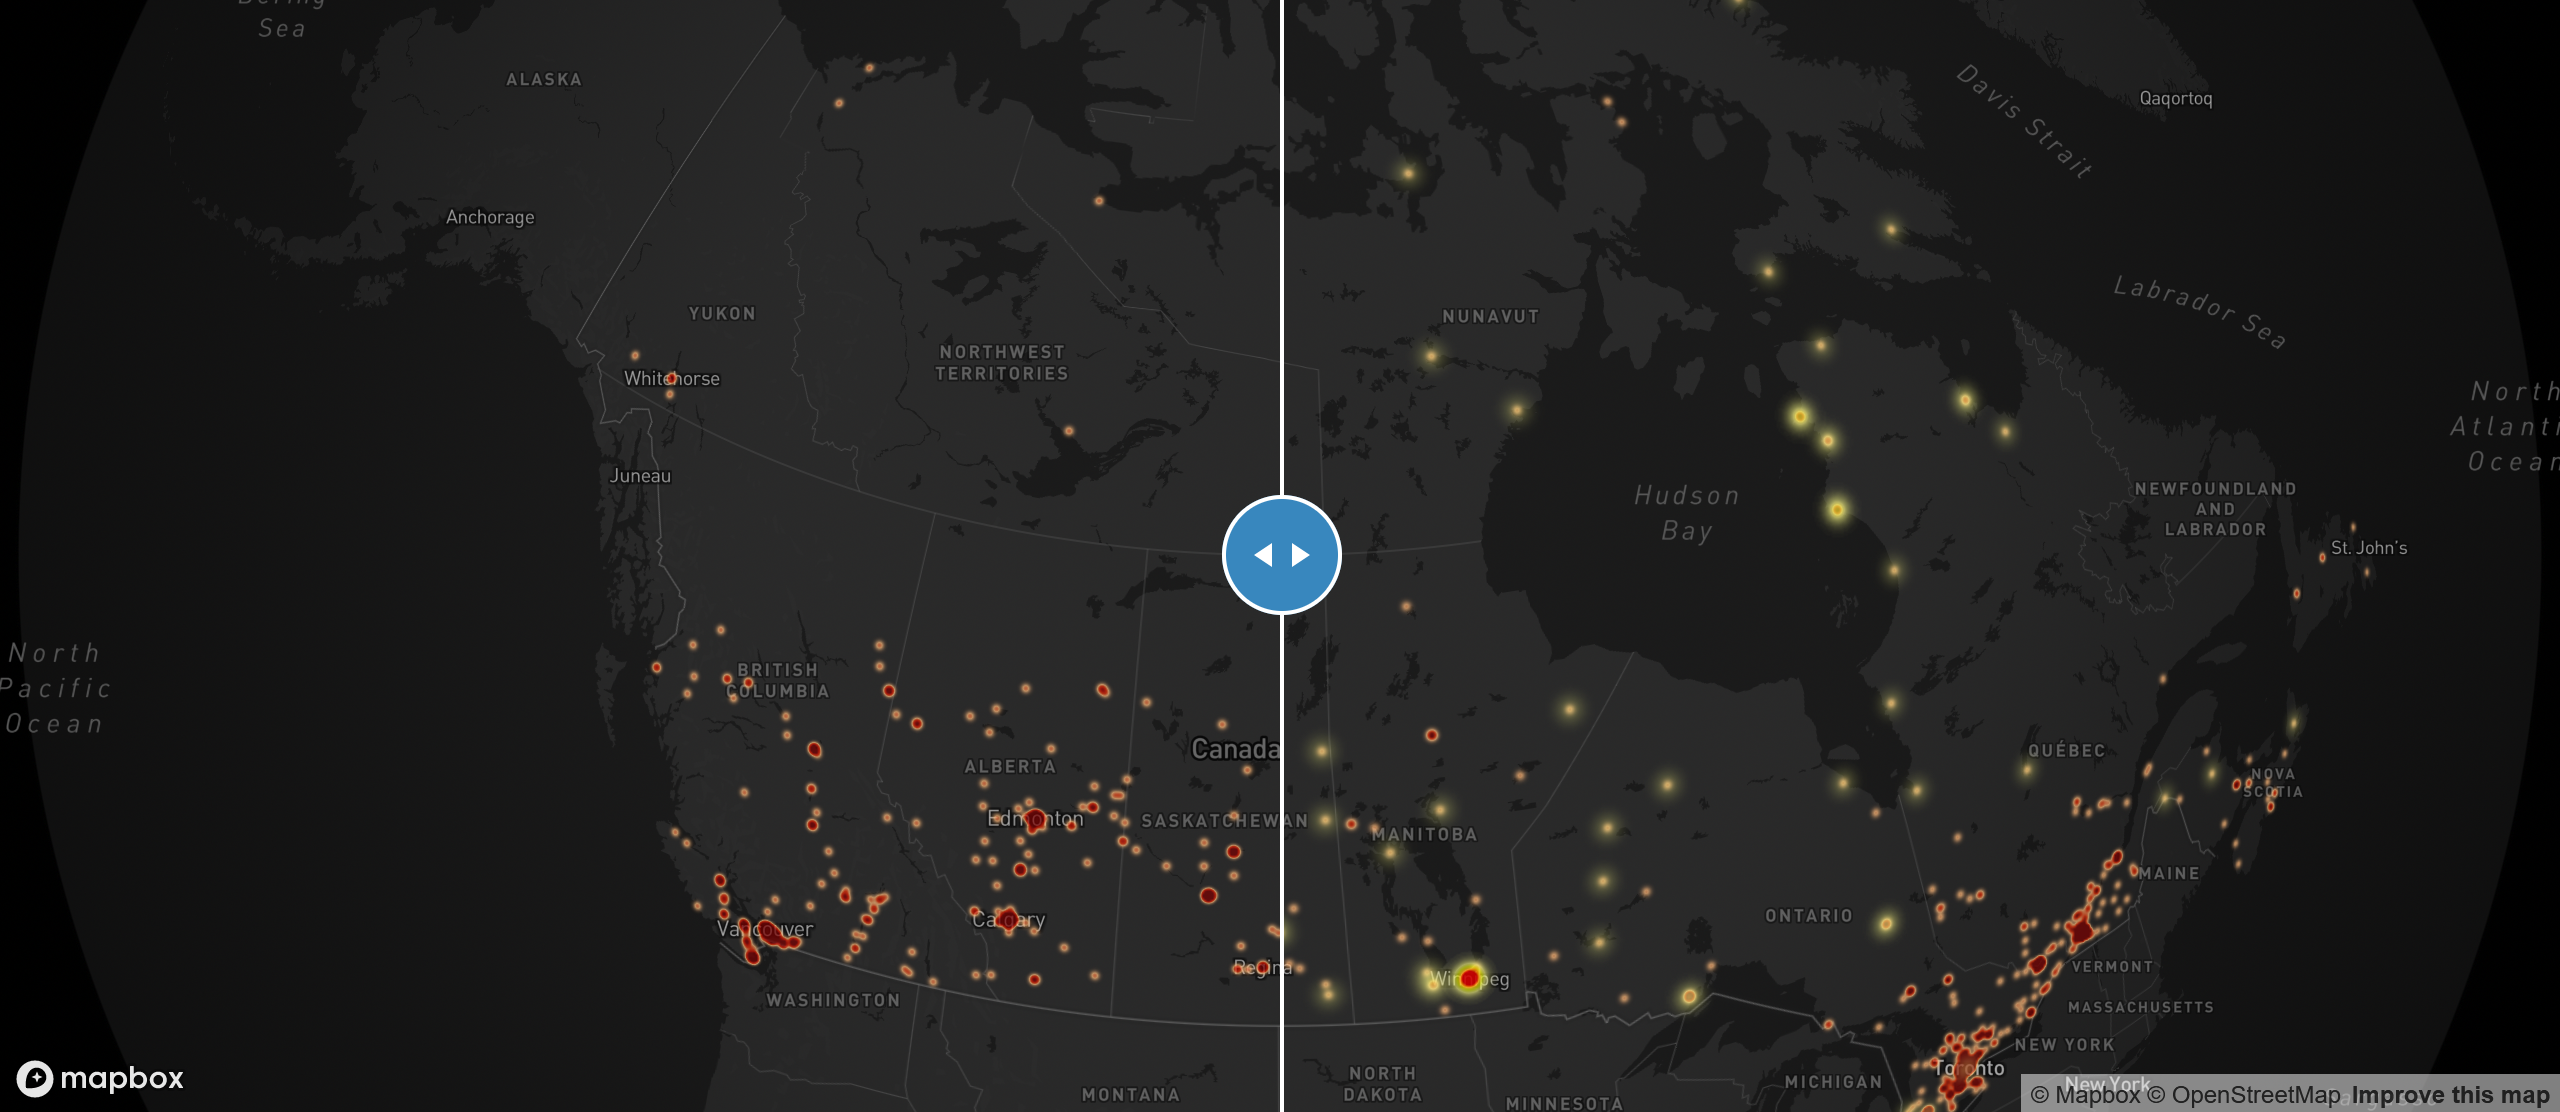 Bering
Sea
ALASKA
Anchorage
YUKON
Whitehorse
NORTHWEST
TERRITORIES
Juneau
North
Pacific
Ocean
BRITISH
COLUMBIA
ALBERTA
Edmonton
Canada
SASKATCHEWAN
Calgary
Vancouver
Regina
WASHINGTON
MONTANA
mapbox
Davis Strait
Qaqortoq
NUNAVUT
Labrador Sea
North
Atlanti
Ocean
Hudson
Bay
NEWFOUNDLAND
AND
LABRADOR
St. John's
QUÉBEC
NOVA
SCOTIA
MANITOBA
MAINE
ONTARIO
Winnipeg
VERMONT
MASSACHUSETTS
NEW YORK
Toronto
NORTH
DAKOTA
MINNESOTA
MICHIGAN
New York
© Mapbox © OpenStreetMap Improve this map